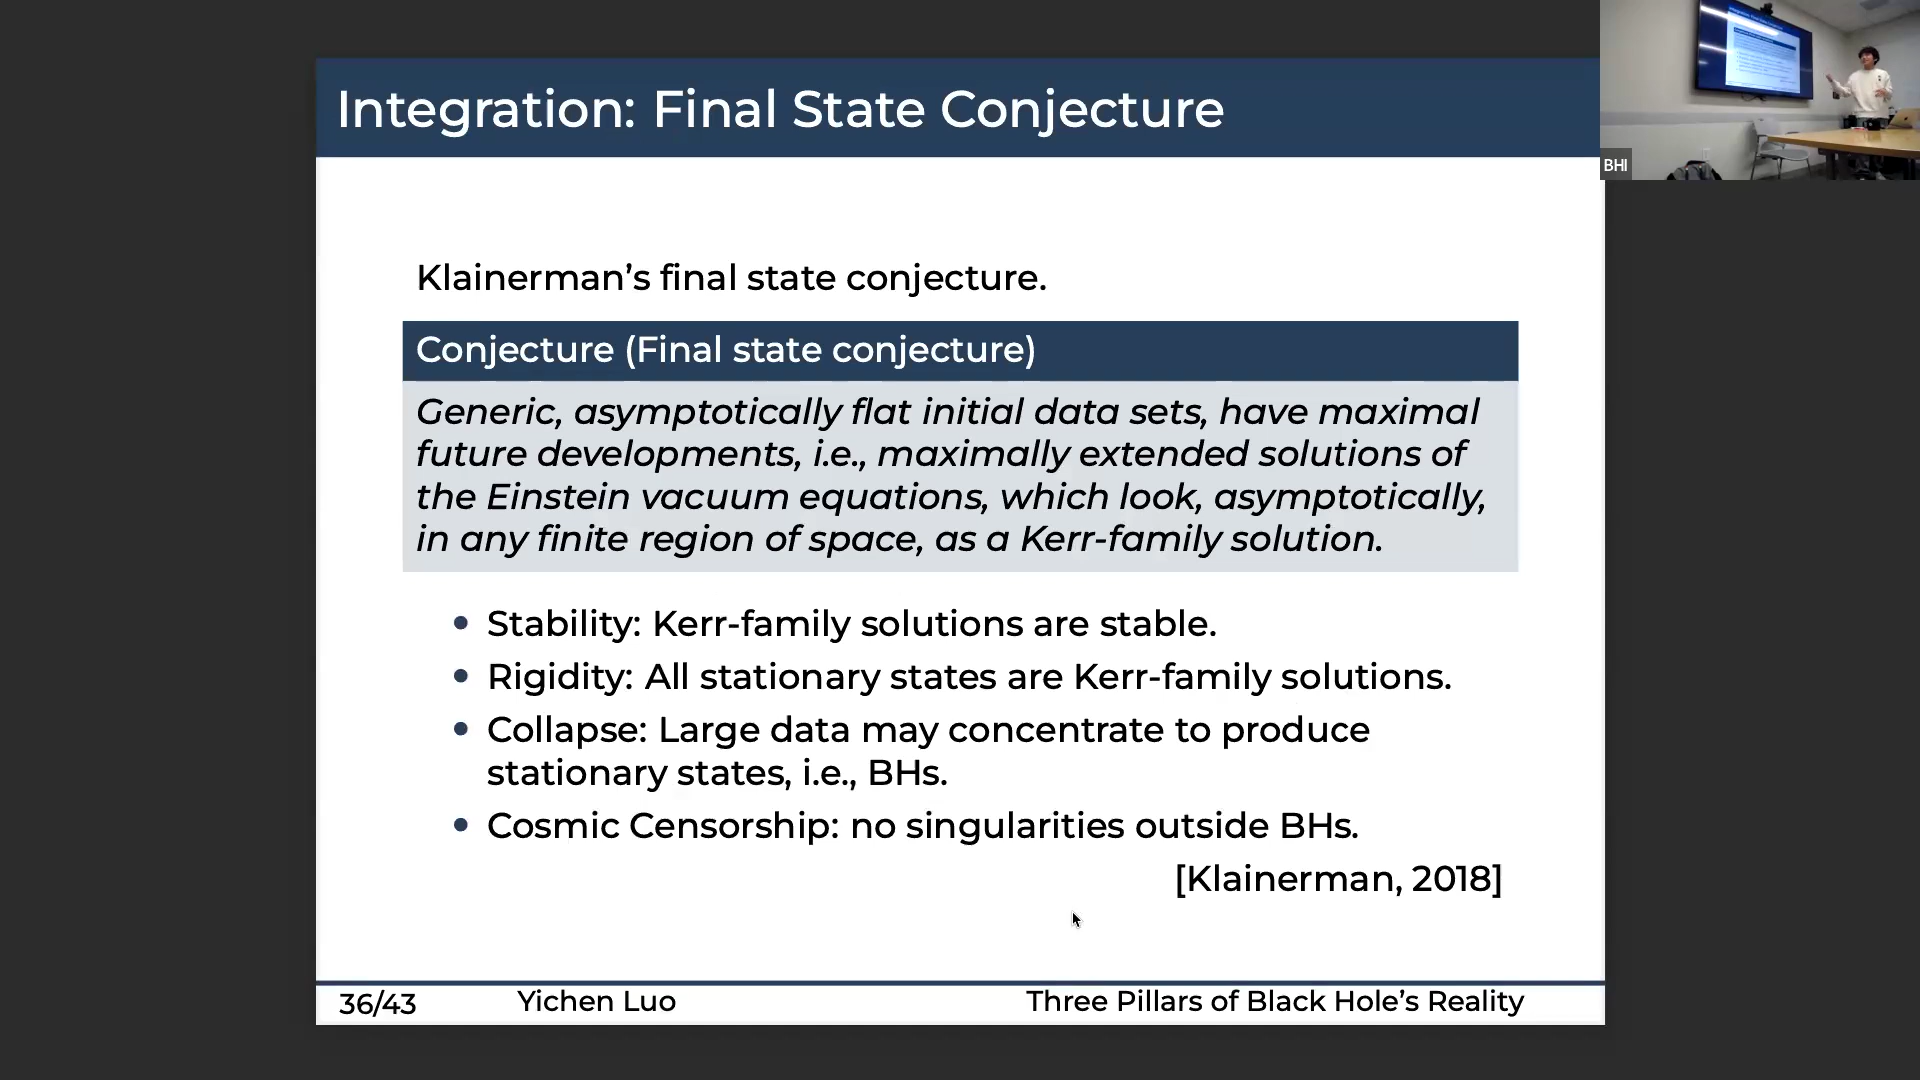 Integration: Final State Conjecture
BHI
Klainerman’s final state conjecture.
Conjecture (Final state conjecture)
Generic, asymptotically flat initial data sets, have maximal
future developments, i.e., maximally extended solutions of
the Einstein vacuum equations, which look, asymptotically,
in any finite region of space, as a Kerr-family solution.
• Stability: Kerr-family solutions are stable.
• Rigidity: All stationary states are Kerr-family solutions.
• Collapse: Large data may concentrate to produce
stationary states, i.e., BHs.
• Cosmic Censorship: no singularities outside BHs.
[Klainerman, 2018]
36/43 Yichen Luo Three Pillars of Black Hole’s Reality